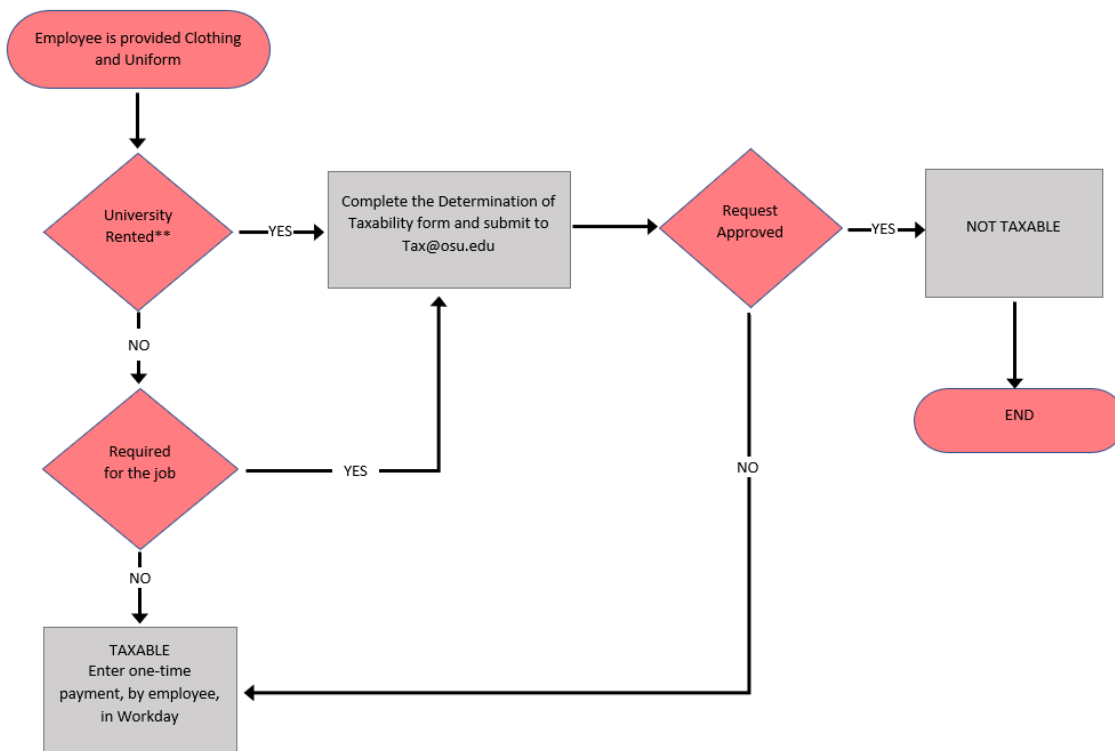 Employee is provided Clothing
and Uniform
University
Rented**
YES
Complete the Determination of
Taxability form and submit to
Tax@osu.edu
Request
Approved
YES
NOT TAXABLE
NO
END
Required
for the job
YES
NO
NO
TAXABLE
Enter one-time
payment, by employee,
in Workday